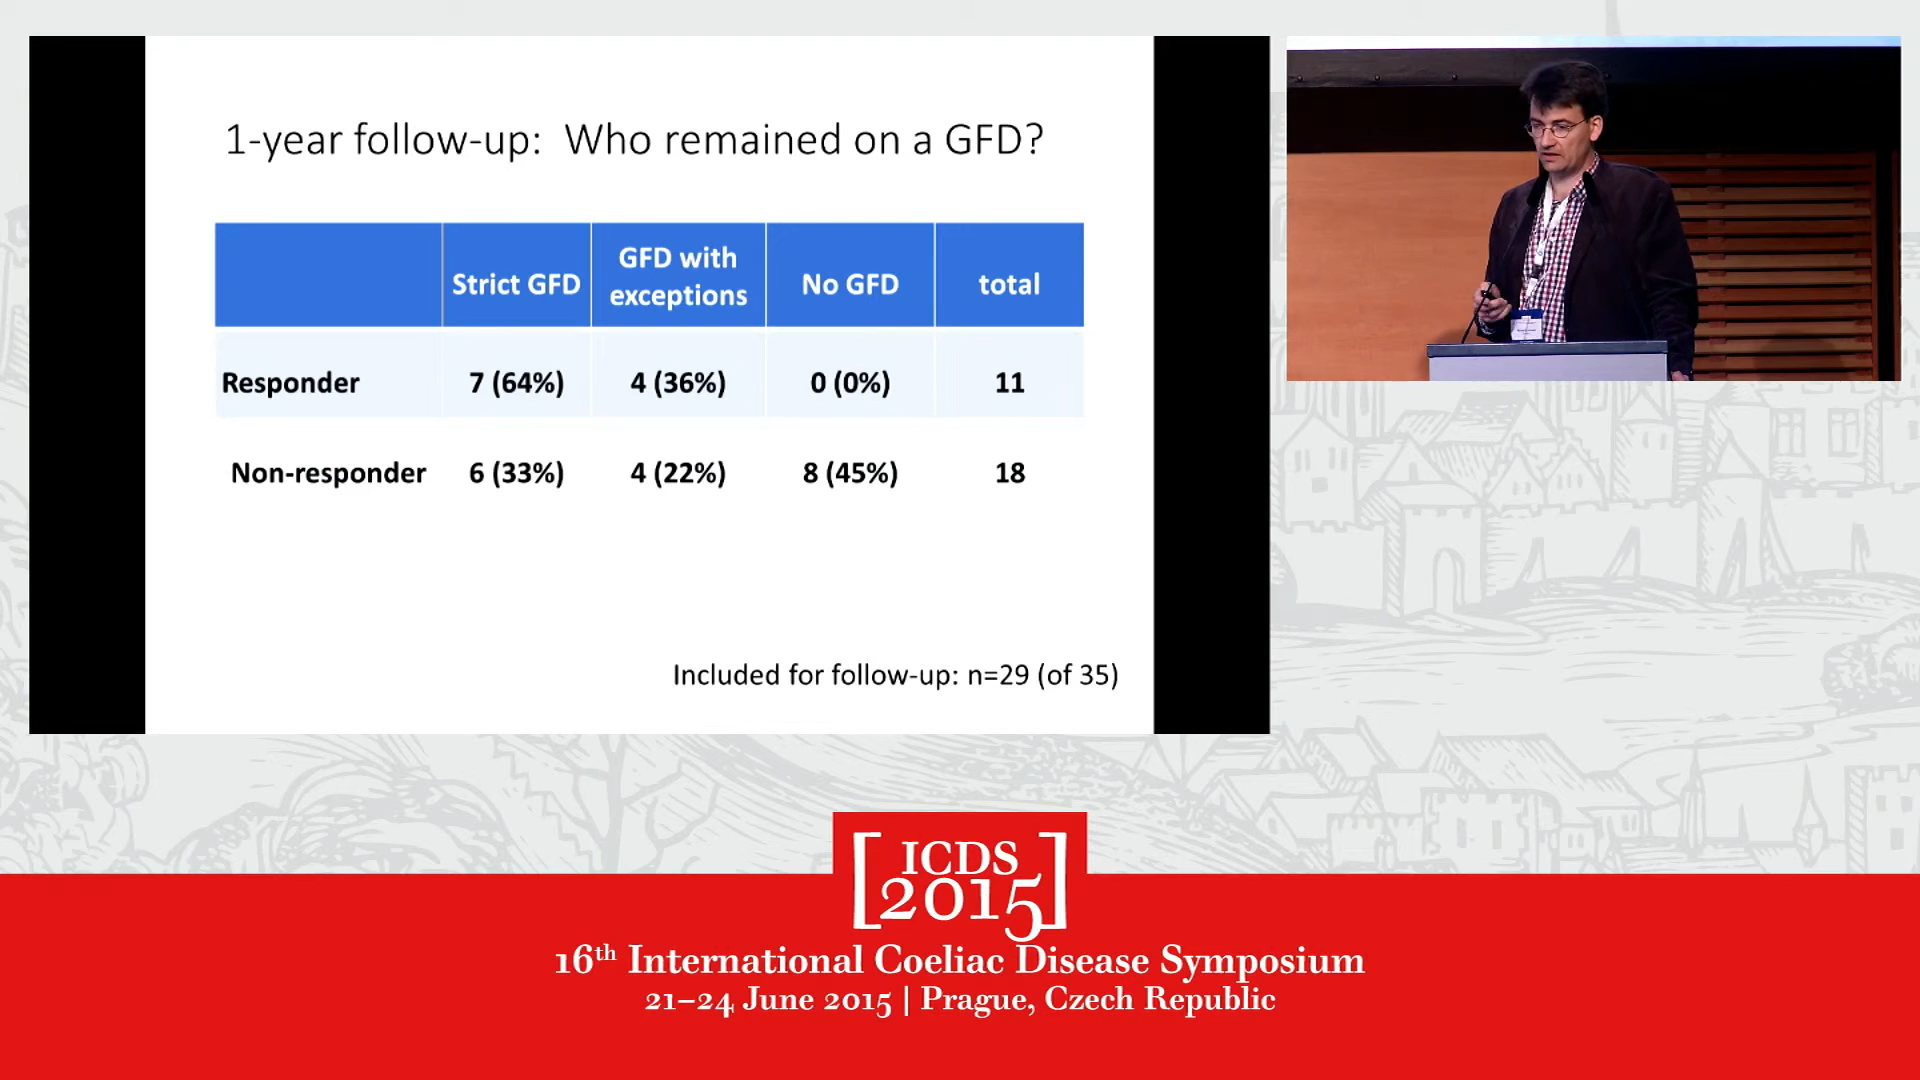 1-year follow-up: Who remained on a GFD?
Strict GFD
GFD with
exceptions
No GFD
total
Responder 7 (64%) 4 (36%) 0 (0%) 11
Non-responder 6 (33%) 4 (22%) 8 (45%) 18
Included for follow-up: n=29 (of 35)
[ICDS
2015]
16th International Coeliac Disease Symposium
21–24 June 2015 | Prague, Czech Republic